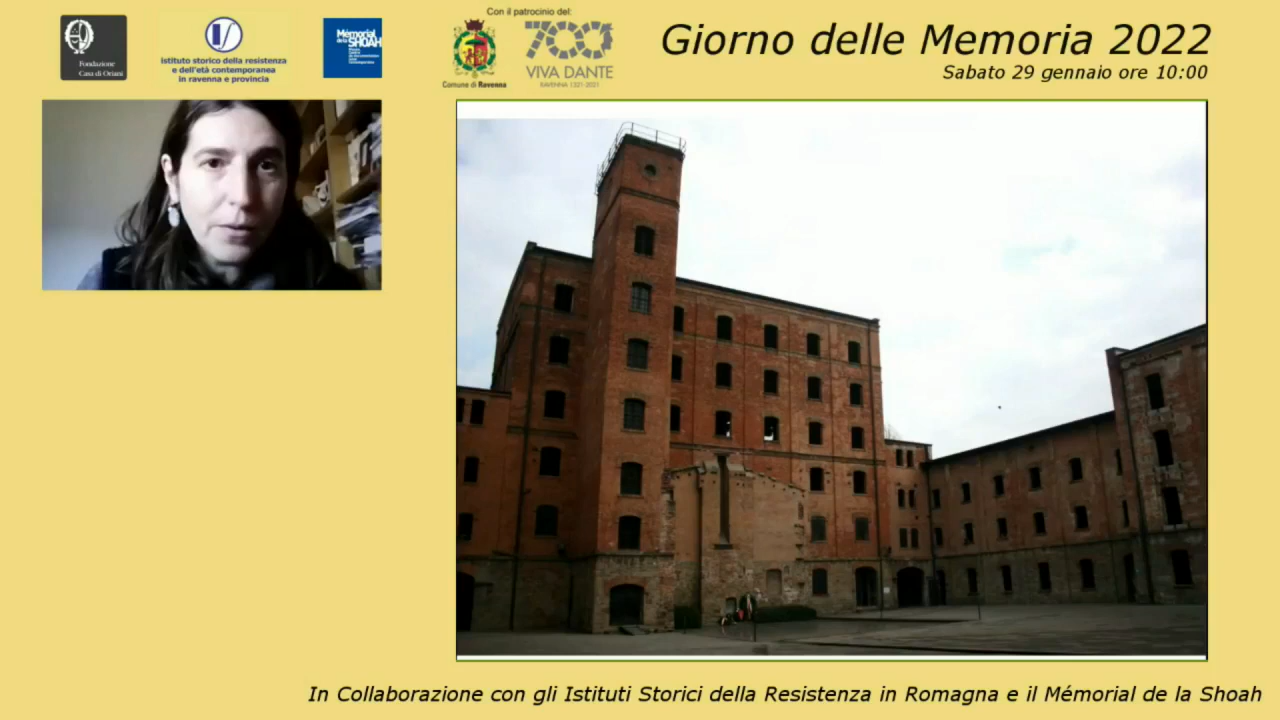 Fondazione
Casa di Oriani
istituto storico della resistenza
e dell'età contemporanea
in ravenna e provincia
Mémorial
de la SHOAH
Con il patrocinio del:
Comune di Ravenna
700
VIVA DANTE
RAVENNA 1321-2021
Giorno delle Memoria 2022
Sabato 29 gennaio ore 10:00
In Collaborazione con gli Istituti Storici della Resistenza in Romagna e il Mémorial de la Shoah